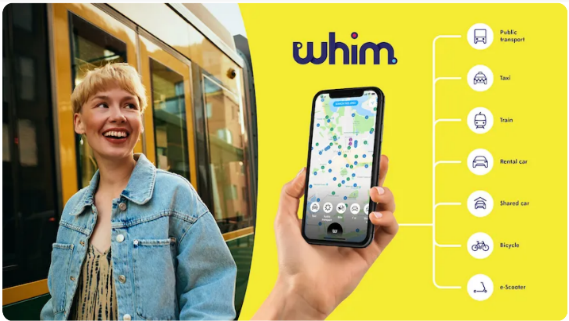 whim
Public
transport
Taxi
Train
Rental car
Shared car
Bicycle
e-Scooter